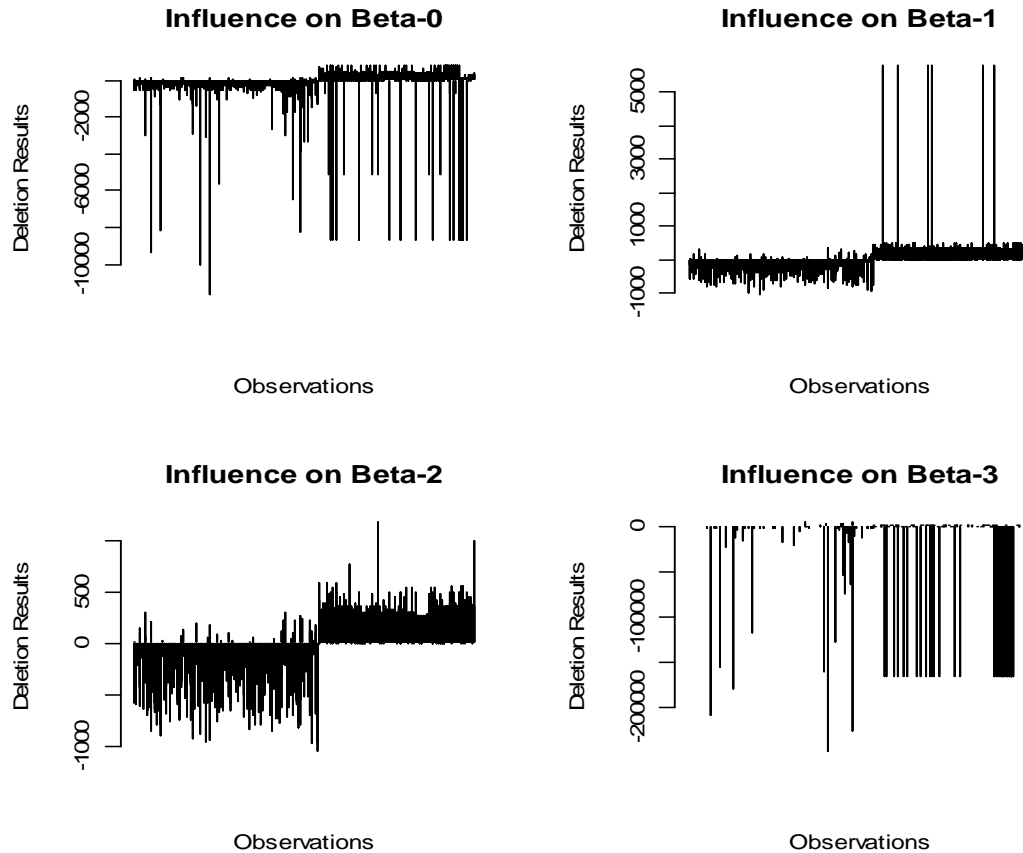 Influence on Beta-0
Deletion Results
-2000
-6000
-10000
Observations
Influence on Beta-1
Deletion Results
5000
3000
1000
-1000
Observations
Influence on Beta-2
Deletion Results
500
0
-1000
Observations
Influence on Beta-3
Deletion Results
0
-100000
-200000
Observations